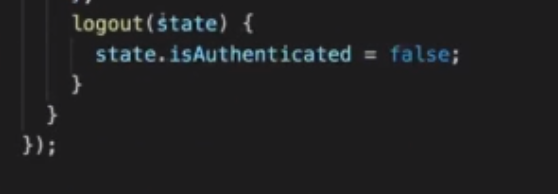 logout(state) {
state.isAuthenticated = false;
}
}
});